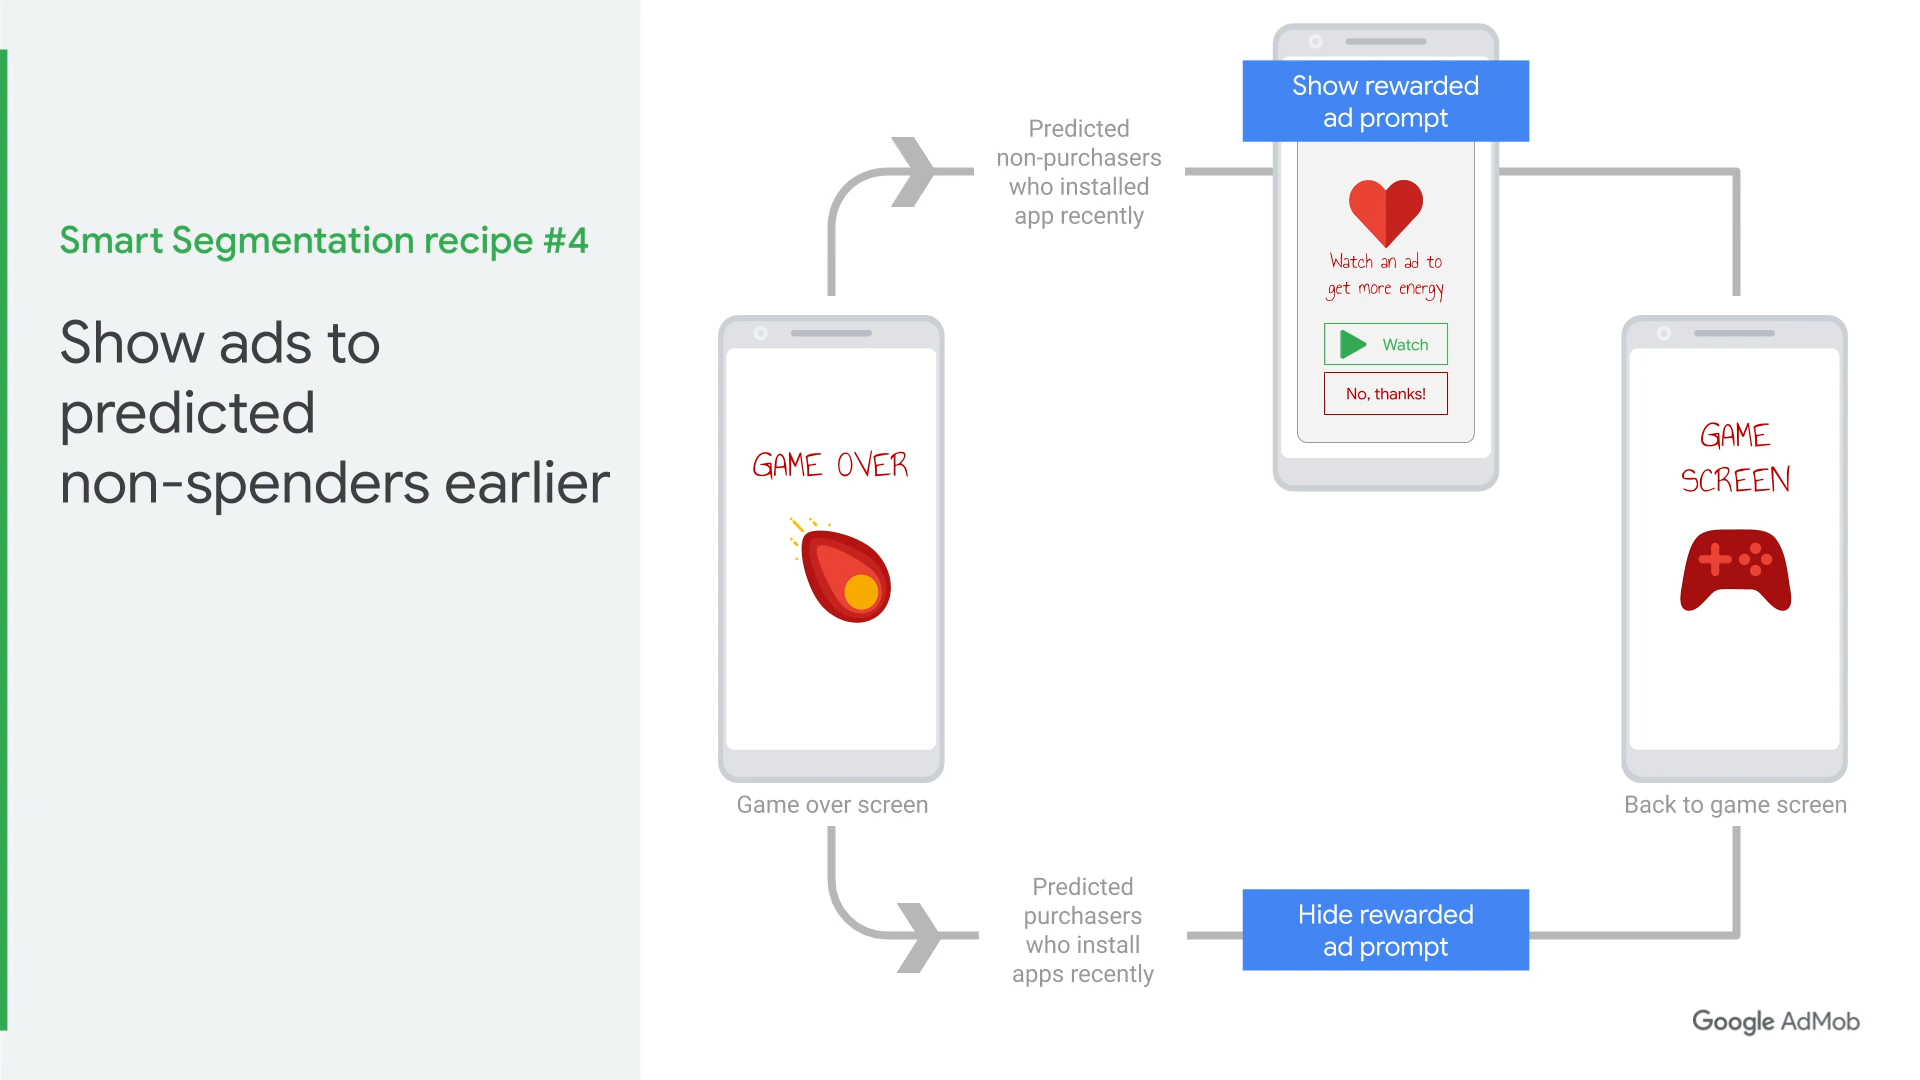 Smart Segmentation recipe #4
Show ads to
predicted
non-spenders earlier
GAME OVER
Game over screen
Predicted
non-purchasers
who installed
app recently
Show rewarded
ad prompt
Watch an ad to
get more energy
Watch
No, thanks!
GAME
SCREEN
Back to game screen
Predicted
purchasers
who install
apps recently
Hide rewarded
ad prompt
Google AdMob